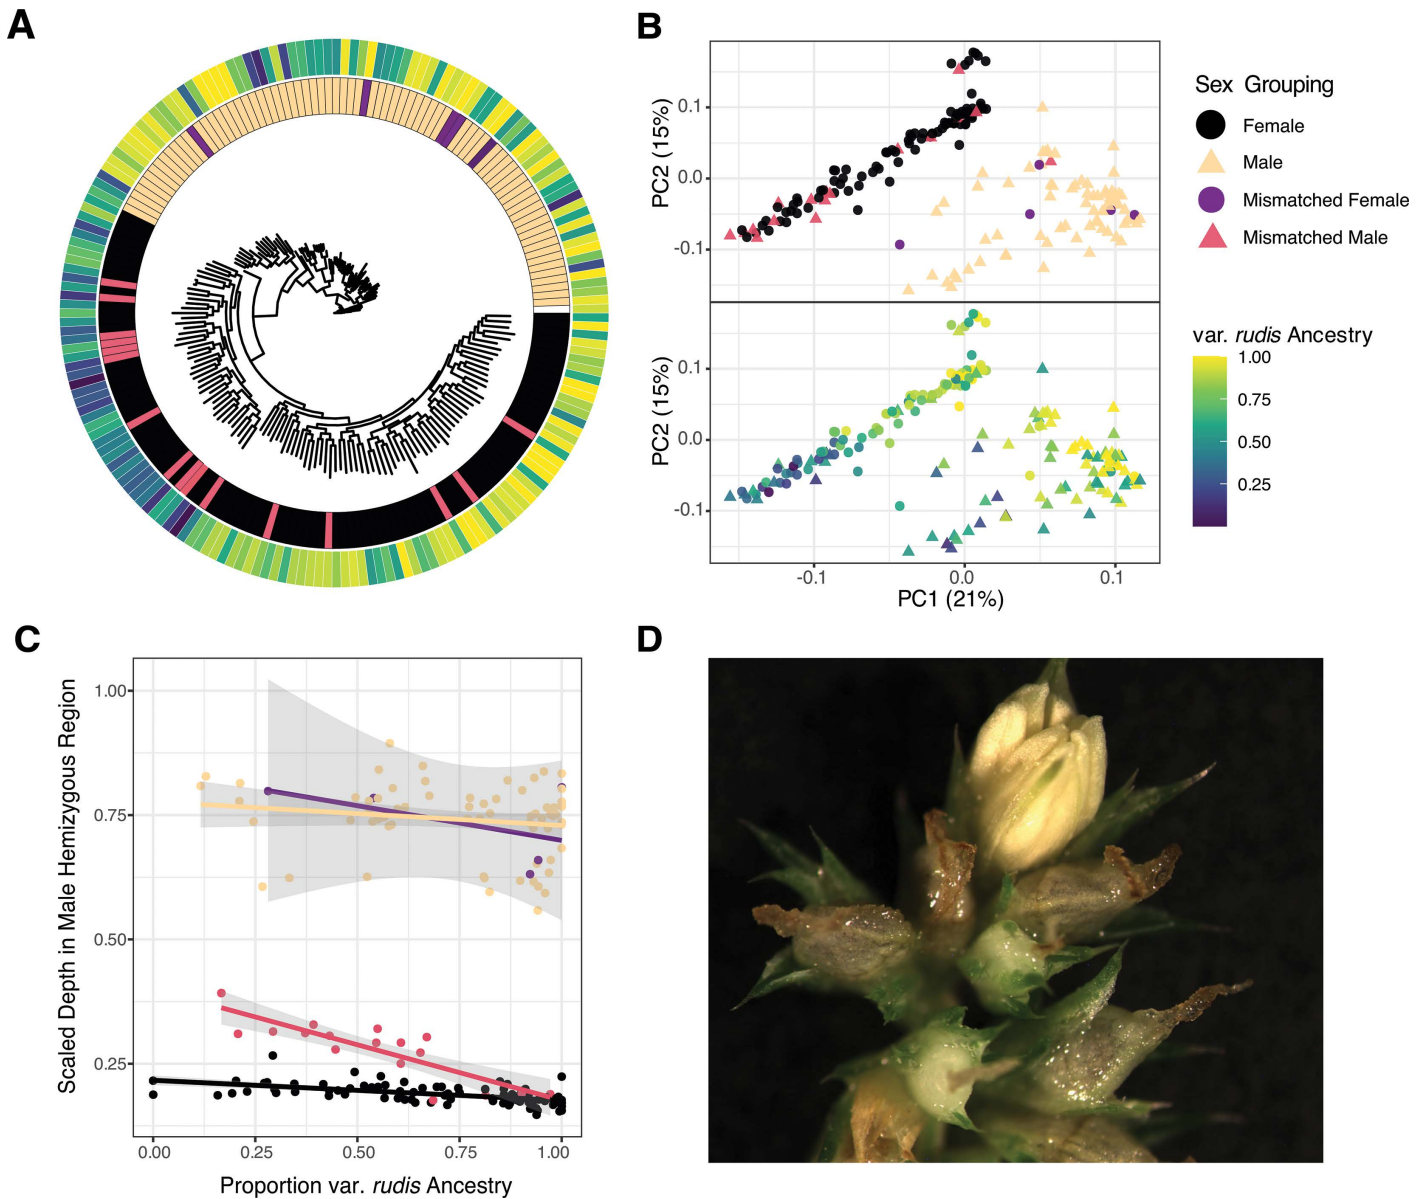 A
B
PC2 (15%)
0.1
0.0
-0.1
PC2 (15%)
0.1
0.0
-0.1
-0.1
0.0
0.1
PC1 (21%)
Sex Grouping
Female
Male
Mismatched Female
Mismatched Male
var. rudis Ancestry
1.00
0.75
0.50
0.25
C
Scaled Depth in Male Hemizygous Region
1.00
0.75
0.50
0.25
0.00
0.25
0.50
0.75
1.00
Proportion var. rudis Ancestry
D